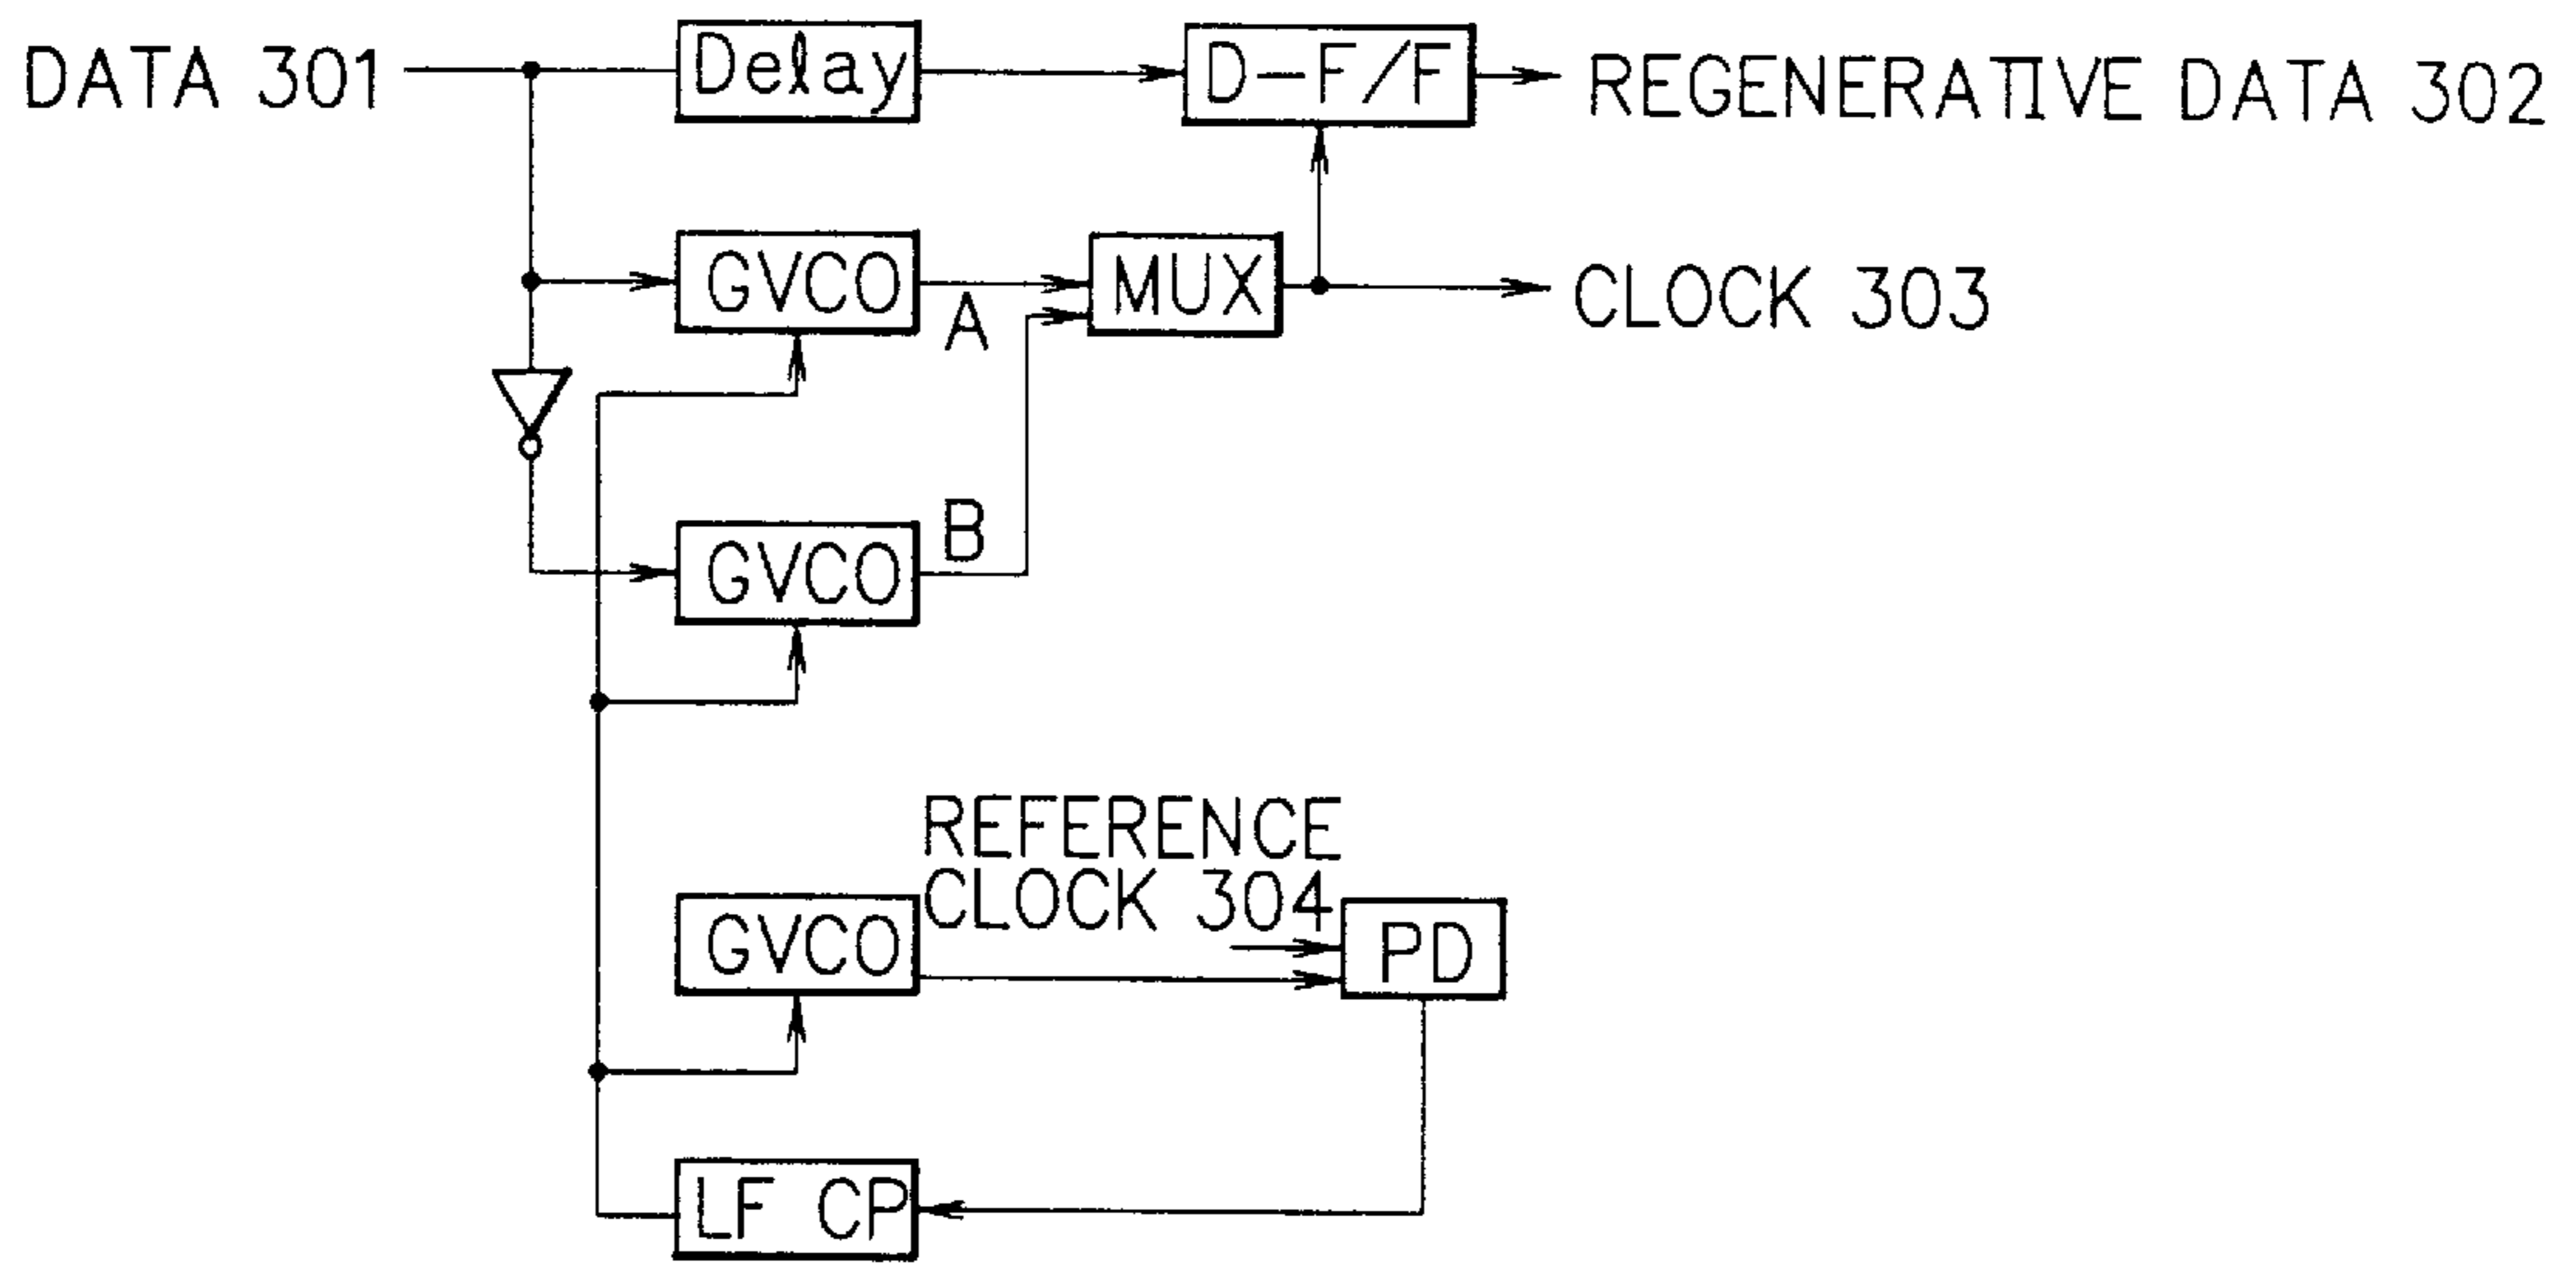 DATA 301
Delay
D-F/F
REGENERATIVE DATA 302
GVCO
A
MUX
CLOCK 303
GVCO
B
REFERENCE
CLOCK 304
GVCO
PD
LF CP